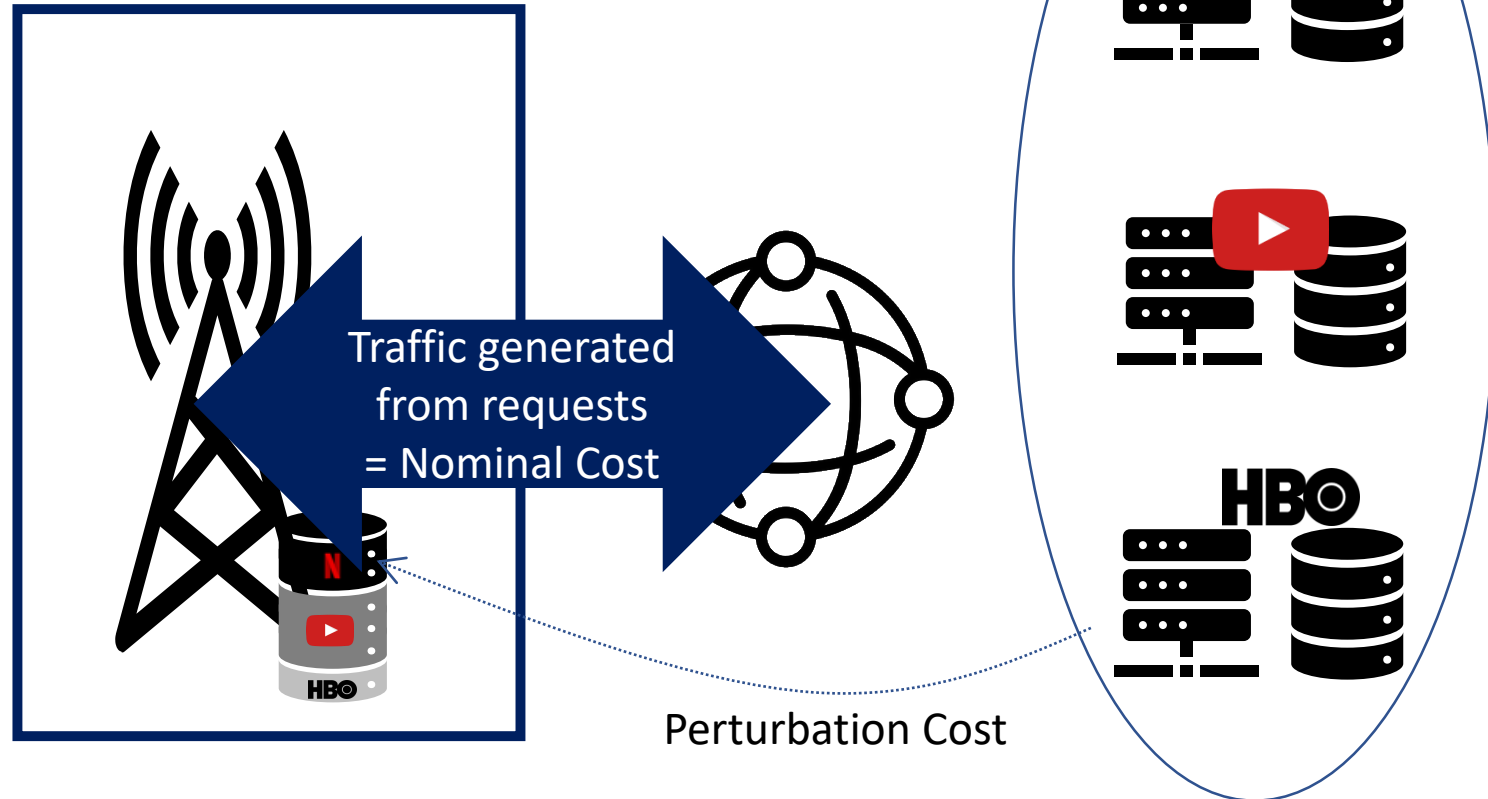 Traffic generated
from requests
= Nominal Cost
HBO
N
HBO
Perturbation Cost